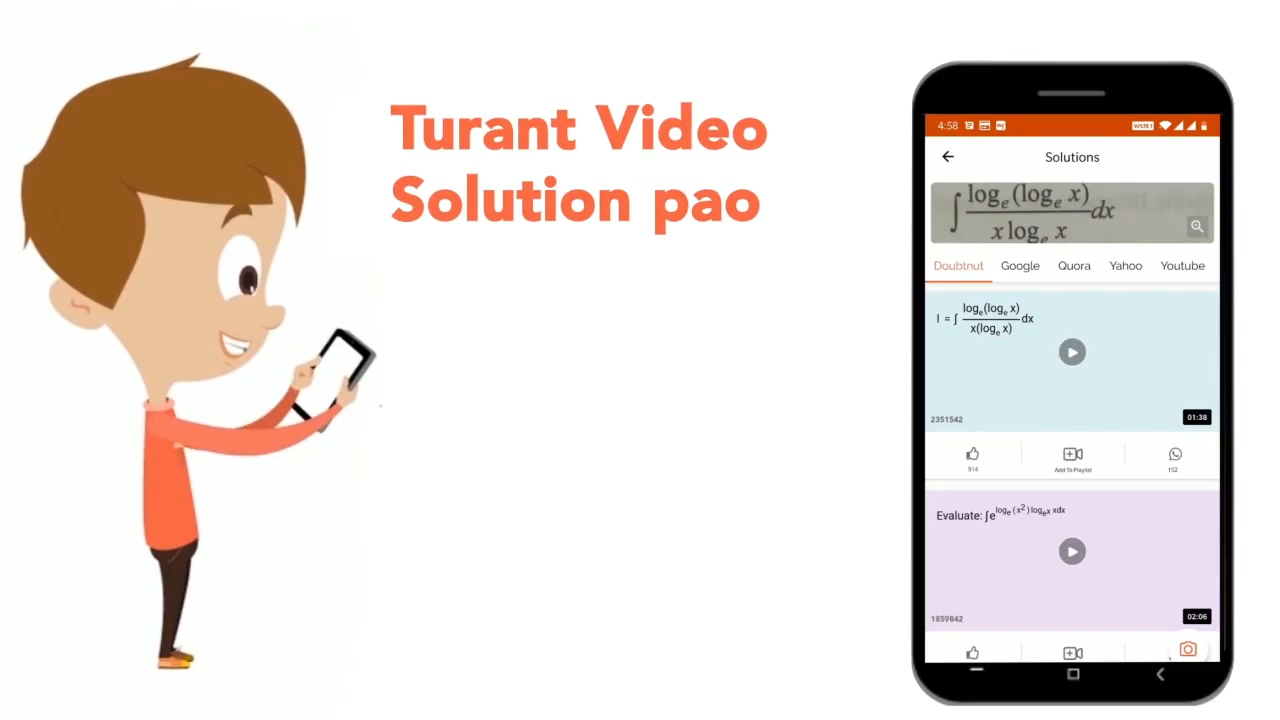 Turant Video
Solution pao
4:58
VoLTE1
Solutions
∫ logₑ(logₑ x) / x logₑ x dx
Doubtnut Google Quora Yahoo Youtube
I = ∫ logₑ(logₑ x) / x(logₑ x) dx
2351542 01:38
914 Add To Playlist 152
Evaluate: ∫e^logₑ(x²)logₑx xdx
1859842 02:06